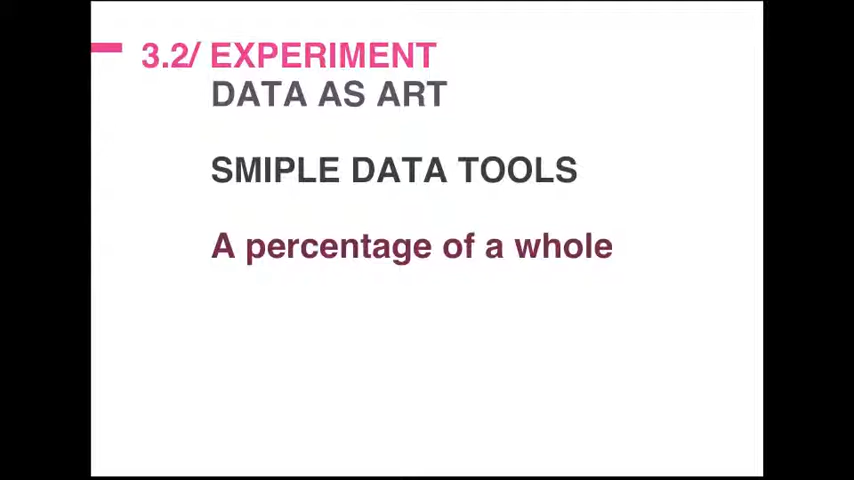 3.2/ EXPERIMENT
DATA AS ART
SMIPLE DATA TOOLS
A percentage of a whole